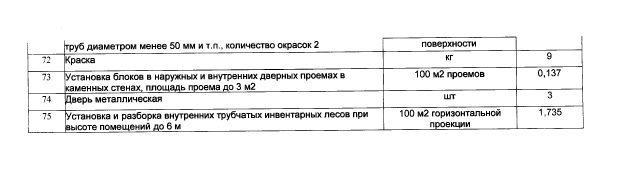 труб диаметром менее 50 мм и т.п., количество окрасок 2 поверхности
72 Краска кг 9
73 Установка блоков в наружных и внутренних дверных проемах в 100 м2 проемов 0,137
каменных стенах, площадь проема до 3 м2
74 Дверь металлическая шт 3
75 Установка и разборка внутренних трубчатых инвентарных лесов при 100 м2 горизонтальной 1,735
высоте помещений до 6 м проекции